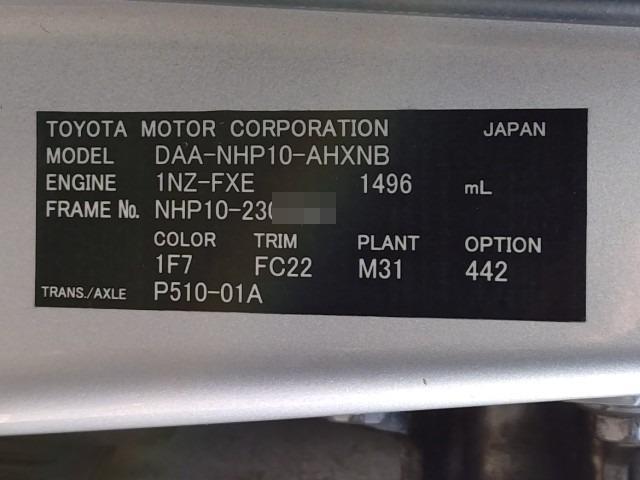 TOYOTA MOTOR CORPORATION JAPAN
MODEL DAA-NHP10-AHXNB
ENGINE 1NZ-FXE 1496 mL
FRAME No. NHP10-23
COLOR TRIM PLANT OPTION
1F7 FC22 M31 442
TRANS./AXLE P510-01A